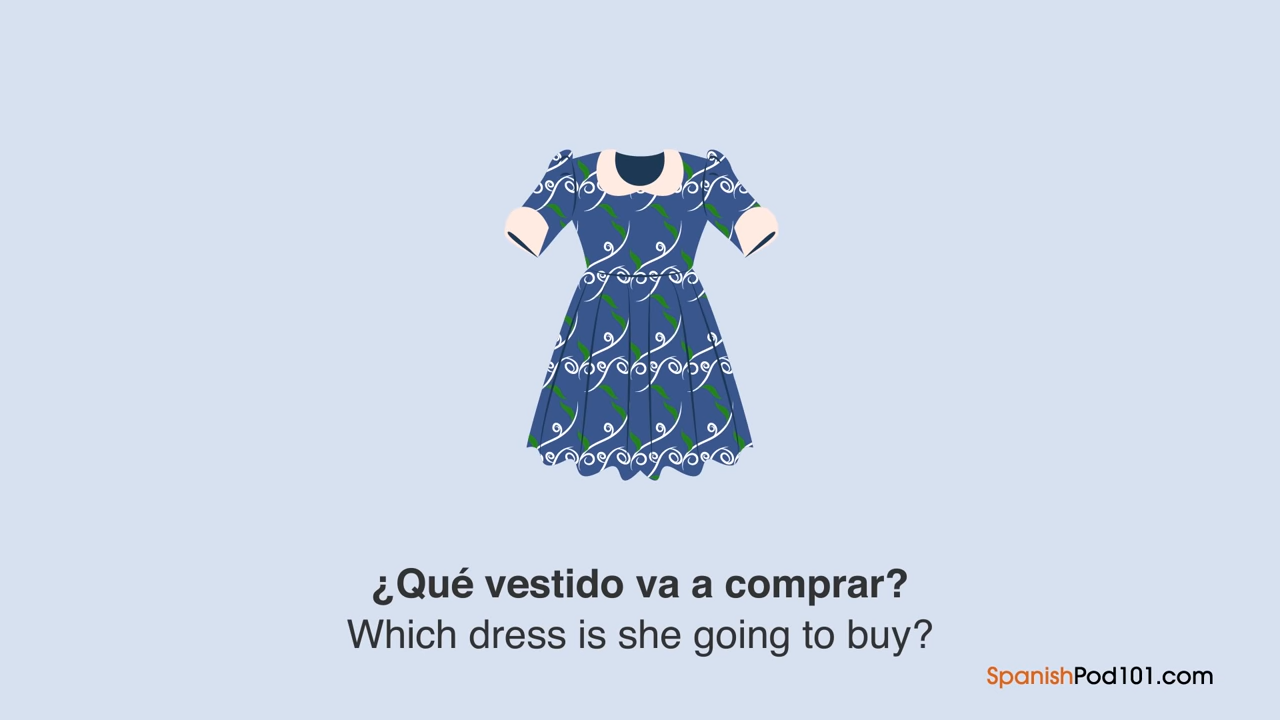 ¿Qué vestido va a comprar?
Which dress is she going to buy?
SpanishPod101.com